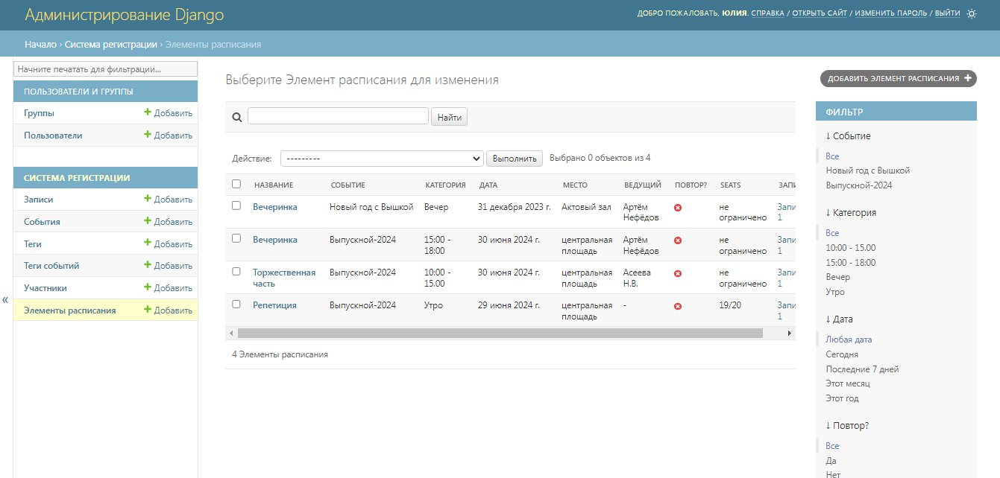 Администрирование Django
ДОБРО ПОЖАЛОВАТЬ, ЮЛИЯ. СПРАВКА / ОТКРЫТЬ САЙТ / ИЗМЕНИТЬ ПАРОЛЬ / ВЫЙТИ
Начало › Система регистрации › Элементы расписания
Начните печатать для фильтрации...
ПОЛЬЗОВАТЕЛИ И ГРУППЫ
Группы + Добавить
Пользователи + Добавить
СИСТЕМА РЕГИСТРАЦИИ
Записи + Добавить
События + Добавить
Теги + Добавить
Теги событий + Добавить
Участники + Добавить
Элементы расписания + Добавить
«
Выберите Элемент расписания для изменения
ДОБАВИТЬ ЭЛЕМЕНТ РАСПИСАНИЯ +
Найти
Действие: --------- Выполнить Выбрано 0 объектов из 4
НАЗВАНИЕ СОБЫТИЕ КАТЕГОРИЯ ДАТА МЕСТО ВЕДУЩИЙ ПОВТОР? SEATS ЗАПИ
Вечеринка Новый год с Вышкой Вечер 31 декабря 2023 г. Актовый зал Артём не Запи
Нефёдов ограничено 1
Вечеринка Выпускной-2024 15:00 - 30 июня 2024 г. центральная Артём не Запи
18:00 площадь Нефёдов ограничено 1
Торжественная Выпускной-2024 10:00 - 30 июня 2024 г. центральная Асеева не Запи
часть 15.00 площадь Н.В. ограничено 1
Репетиция Выпускной-2024 Утро 29 июня 2024 г. центральная - 19/20 Запи
площадь 1
4 Элементы расписания
ФИЛЬТР
↓ Событие
Все
Новый год с Вышкой
Выпускной-2024
↓ Категория
Все
10:00 - 15.00
15:00 - 18:00
Вечер
Утро
↓ Дата
Любая дата
Сегодня
Последние 7 дней
Этот месяц
Этот год
↓ Повтор?
Все
Да
Нет